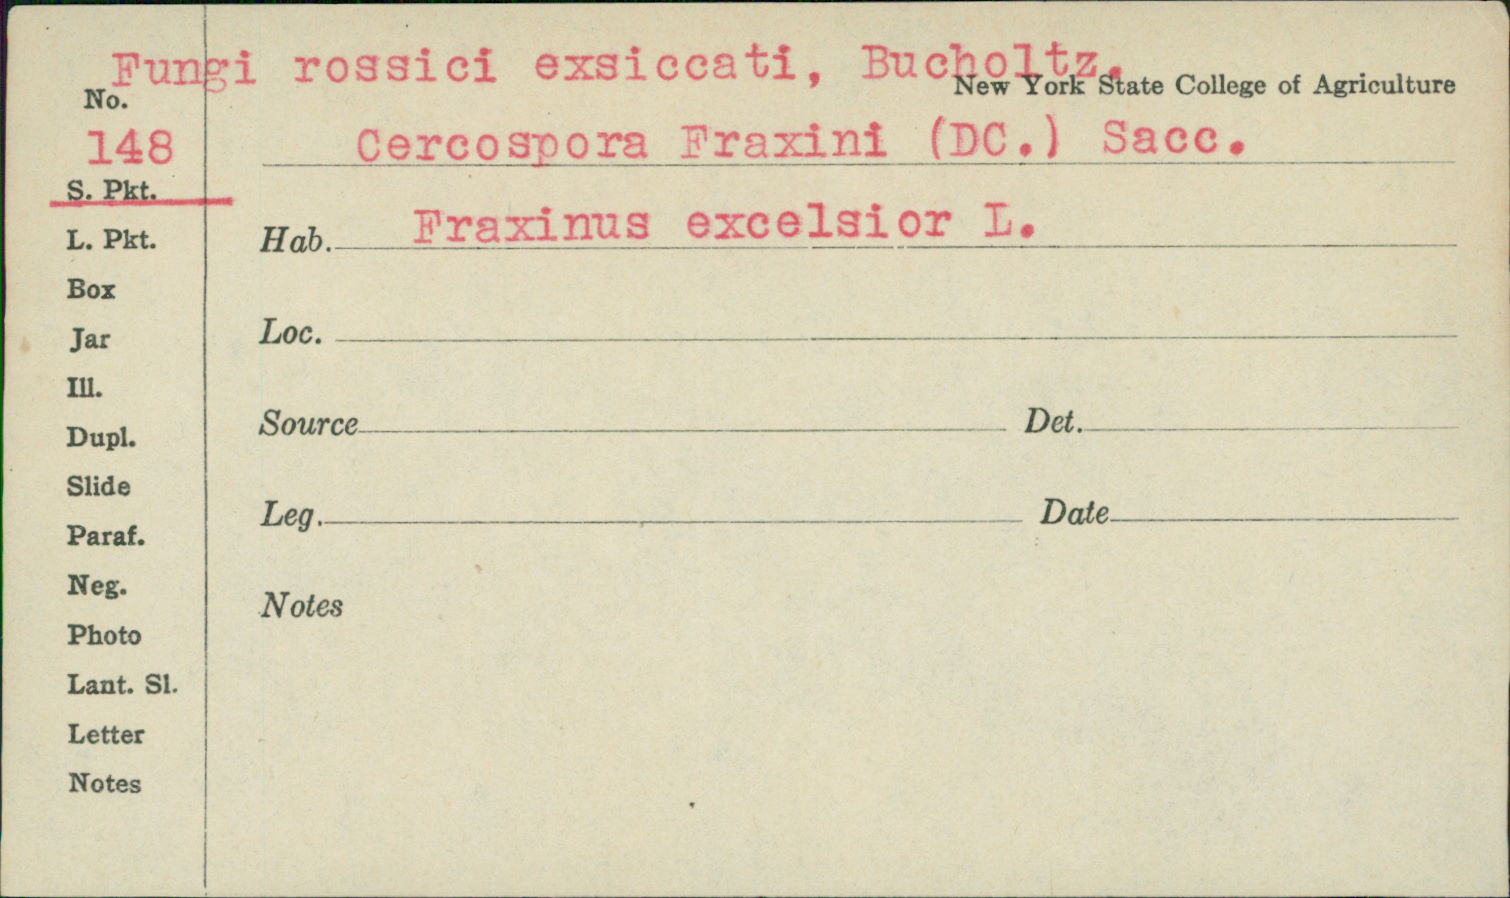 Fungi rossici exsiccati, Bucholtz.
New York State College of Agriculture
No.
148
Cercospora Fraxini (DC.) Sacc.
S. Pkt.
Hab. Fraxinus excelsior L.
L. Pkt.
Box
Loc.
Jar
Ill.
Source Det.
Dupl.
Slide
Leg. Date
Paraf.
Neg.
Notes
Photo
Lant. Sl.
Letter
Notes